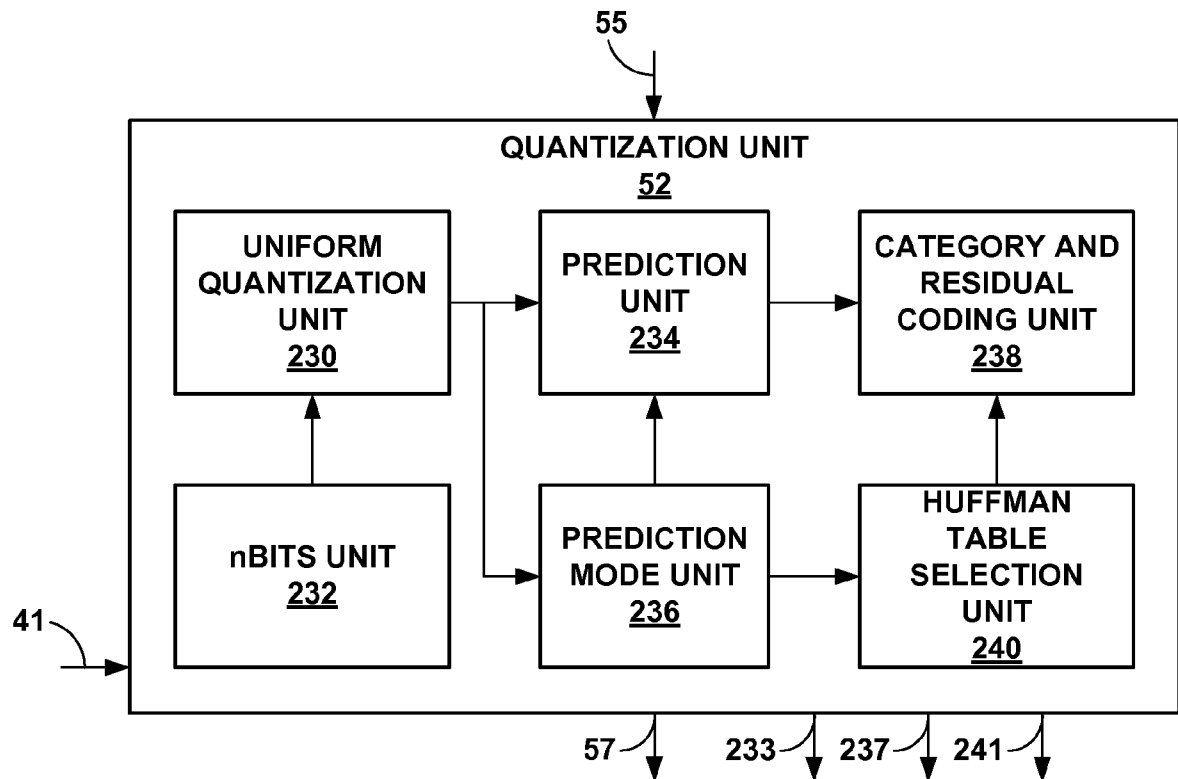 55
QUANTIZATION UNIT
52
UNIFORM
QUANTIZATION
UNIT
230
PREDICTION
UNIT
234
CATEGORY AND
RESIDUAL
CODING UNIT
238
nBITS UNIT
232
PREDICTION
MODE UNIT
236
HUFFMAN
TABLE
SELECTION
UNIT
240
41
57
233
237
241